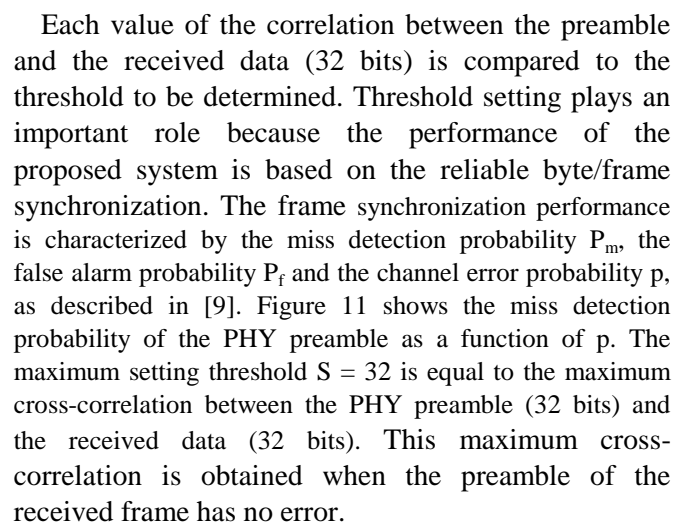 Each value of the correlation between the preamble
and the received data (32 bits) is compared to the
threshold to be determined. Threshold setting plays an
important role because the performance of the
proposed system is based on the reliable byte/frame
synchronization. The frame synchronization performance
is characterized by the miss detection probability Pm, the
false alarm probability Pf and the channel error probability p,
as described in [9]. Figure 11 shows the miss detection
probability of the PHY preamble as a function of p. The
maximum setting threshold S = 32 is equal to the maximum
cross-correlation between the PHY preamble (32 bits) and
the received data (32 bits). This maximum cross-
correlation is obtained when the preamble of the
received frame has no error.